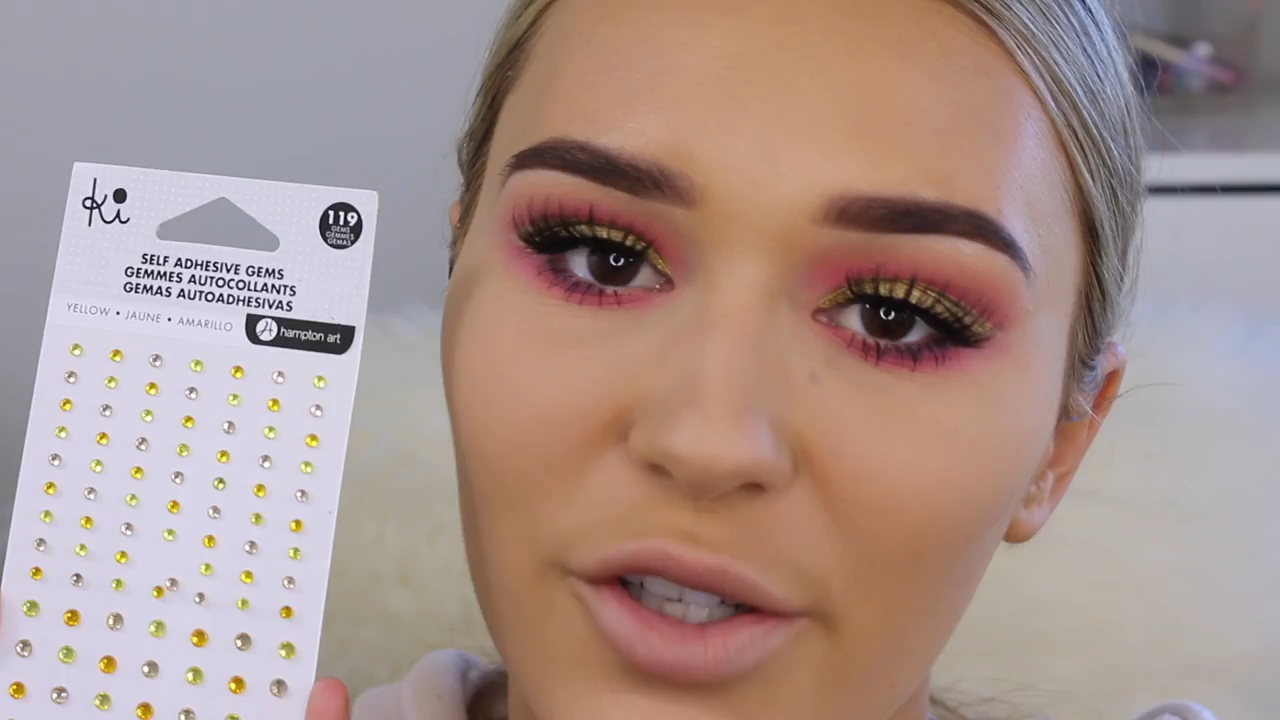 Ki
119
GEMS
GEMMES
GEMAS
SELF ADHESIVE GEMS
GEMMES AUTOCOLLANTS
GEMAS AUTOADHESIVAS
YELLOW • JAUNE • AMARILLO
hampton art